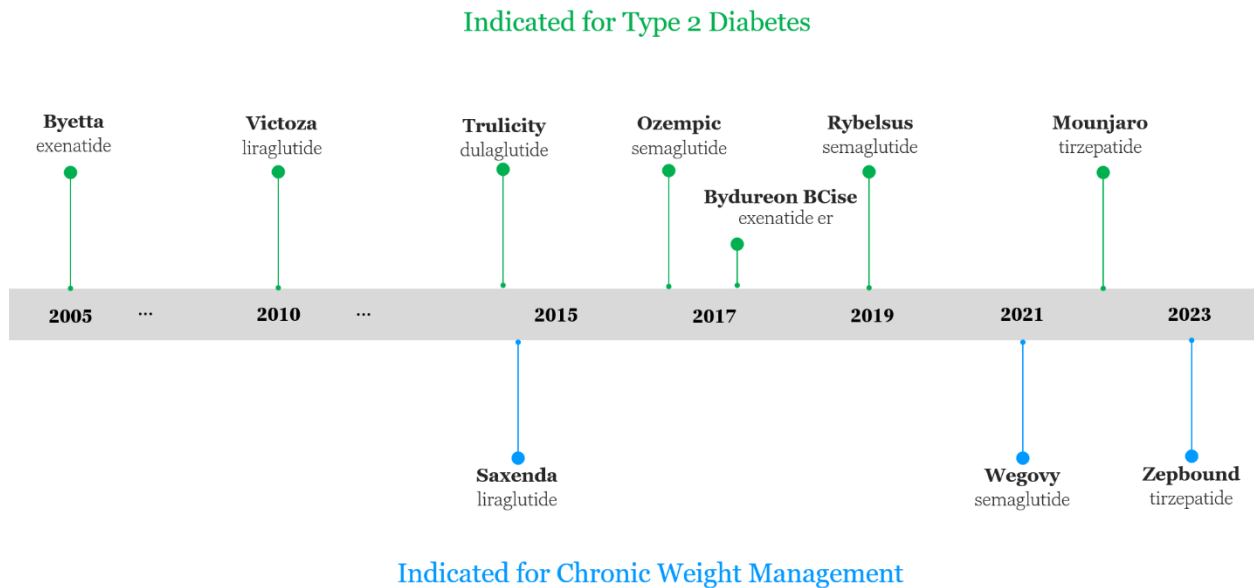 Indicated for Type 2 Diabetes
Byetta
exenatide
Victoza
liraglutide
Trulicity
dulaglutide
Ozempic
semaglutide
Bydureon BCise
exenatide er
Rybelsus
semaglutide
Mounjaro
tirzepatide
2005 ... 2010 ... 2015 2017 2019 2021 2023
Saxenda
liraglutide
Wegovy
semaglutide
Zepbound
tirzepatide
Indicated for Chronic Weight Management